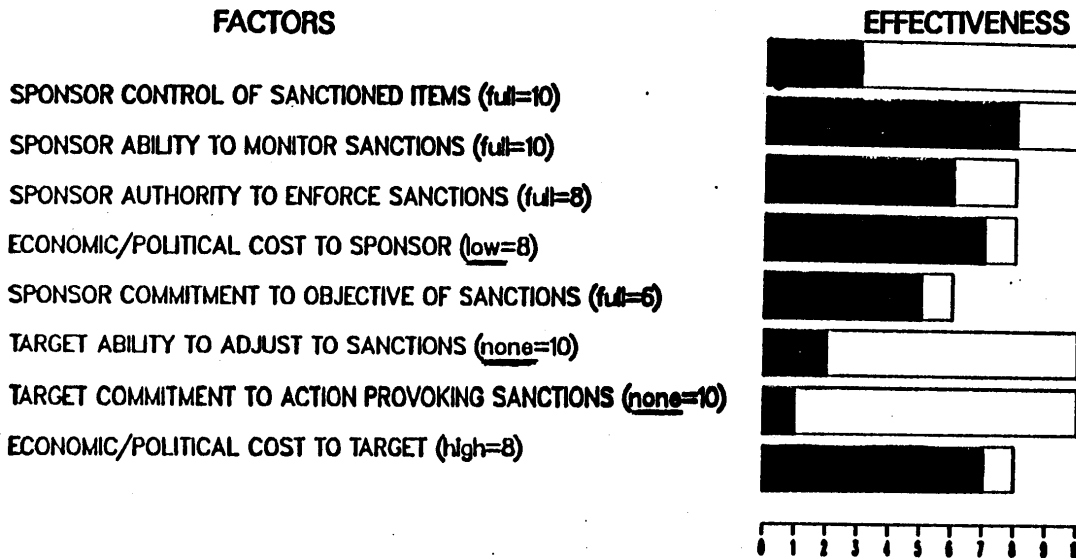 FACTORS EFFECTIVENESS
SPONSOR CONTROL OF SANCTIONED ITEMS (full=10)
SPONSOR ABILITY TO MONITOR SANCTIONS (full=10)
SPONSOR AUTHORITY TO ENFORCE SANCTIONS (full=8)
ECONOMIC/POLITICAL COST TO SPONSOR (low=8)
SPONSOR COMMITMENT TO OBJECTIVE OF SANCTIONS (full=6)
TARGET ABILITY TO ADJUST TO SANCTIONS (none=10)
TARGET COMMITMENT TO ACTION PROVOKING SANCTIONS (none=10)
ECONOMIC/POLITICAL COST TO TARGET (high=8)
0 1 2 3 4 5 6 7 8 9